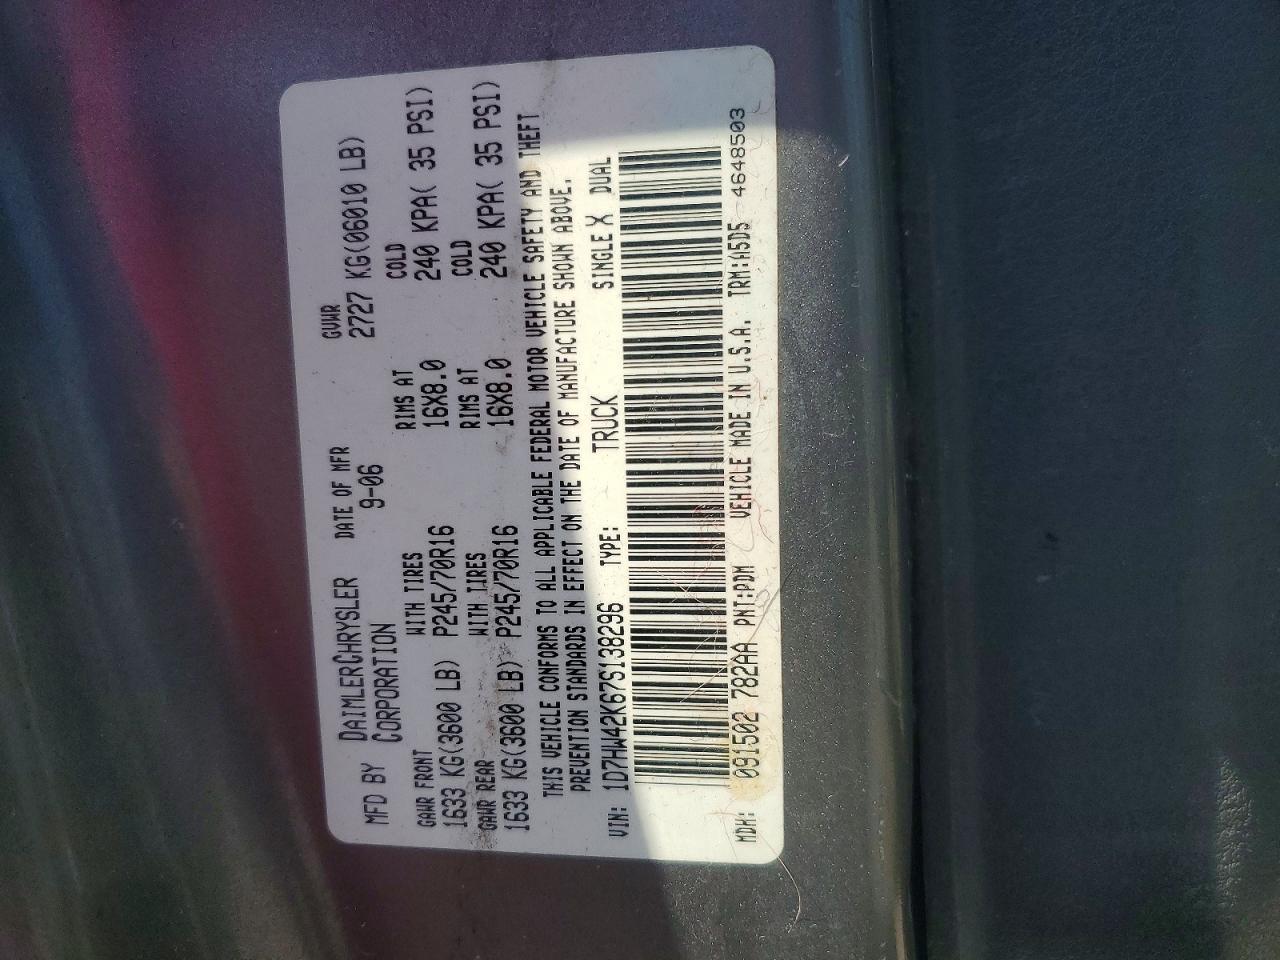 MFD BY DAIMLERCHRYSLER CORPORATION DATE OF MFR 9-06 GVWR 2727 KG(06010 LB)
GAWR FRONT WITH TIRES RIMS AT COLD
1633 KG(3600 LB) P245/70R16 16X8.0 240 KPA( 35 PSI)
GAWR REAR WITH TIRES RIMS AT COLD
1633 KG(3600 LB) P245/70R16 16X8.0 240 KPA( 35 PSI)
THIS VEHICLE CONFORMS TO ALL APPLICABLE FEDERAL MOTOR VEHICLE SAFETY AND THEFT
PREVENTION STANDARDS IN EFFECT ON THE DATE OF MANUFACTURE SHOWN ABOVE.
VIN: 1D7HW42K67S138296 TYPE: TRUCK SINGLE X DUAL
MDH: 091502 782AA PNT:PDM VEHICLE MADE IN U.S.A. TRM:A5D5 4648503